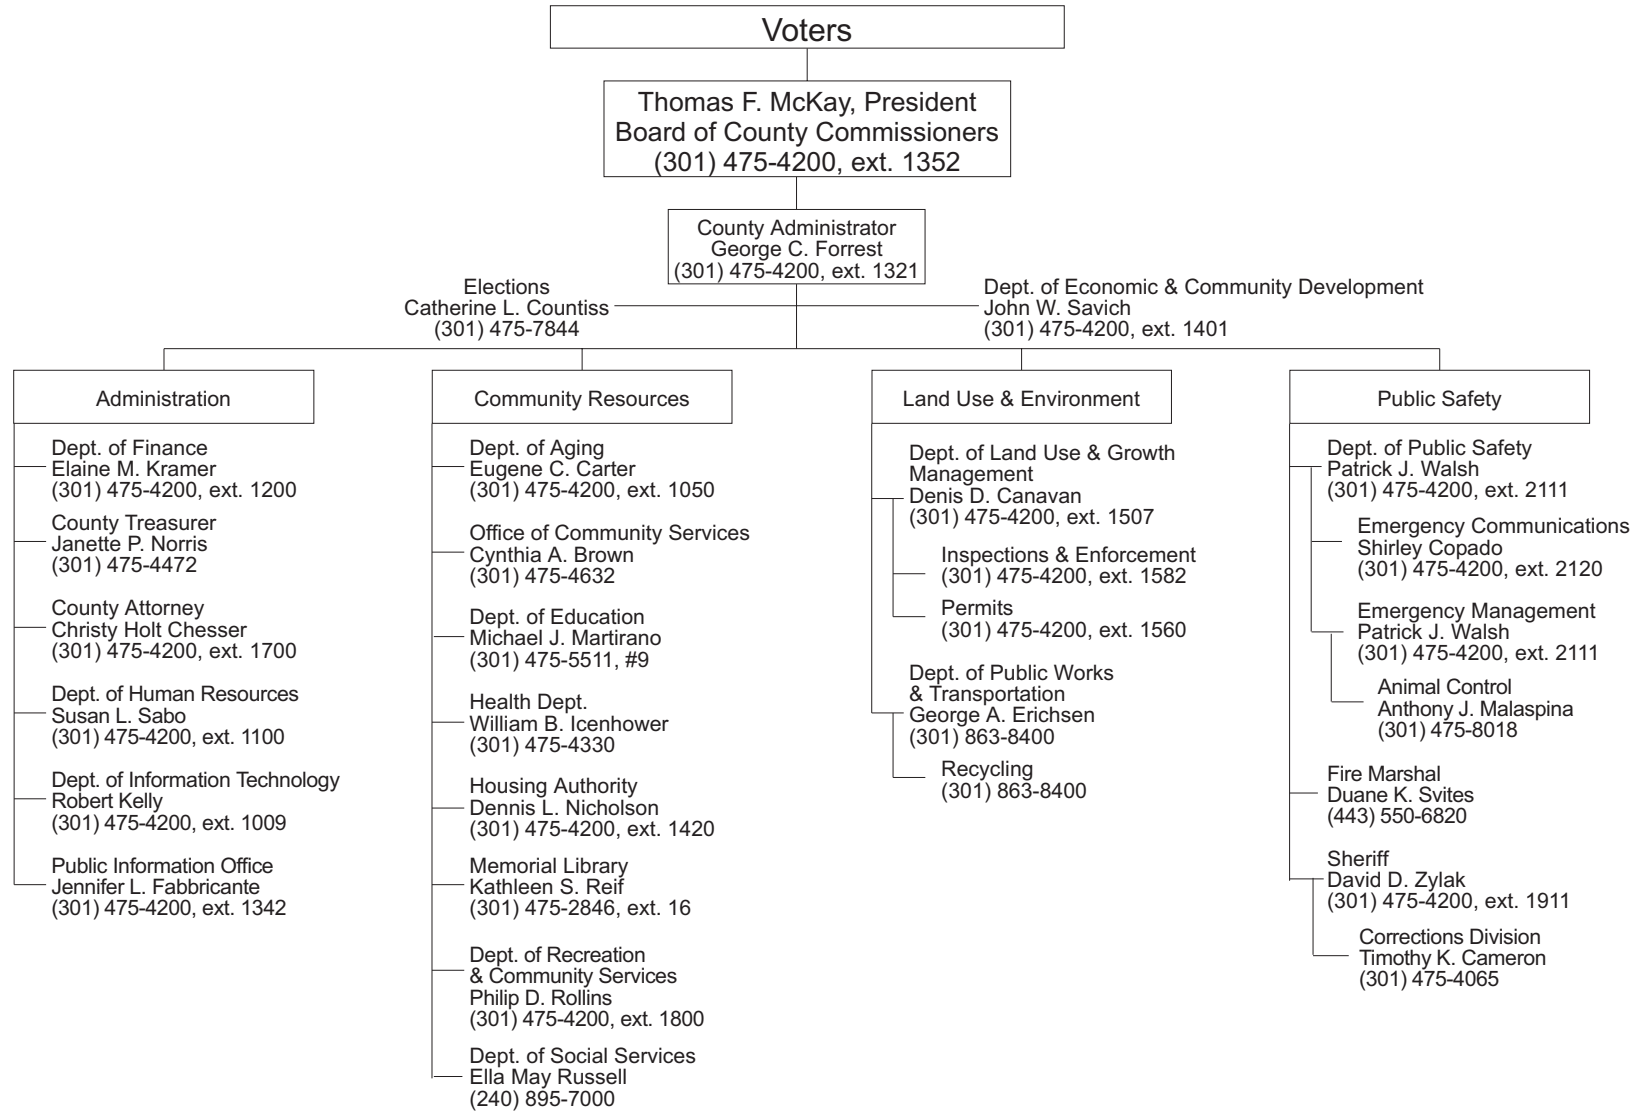 Voters
Thomas F. McKay, President
Board of County Commissioners
(301) 475-4200, ext. 1352
County Administrator
George C. Forrest
(301) 475-4200, ext. 1321
Elections
Catherine L. Countiss
(301) 475-7844
Dept. of Economic & Community Development
John W. Savich
(301) 475-4200, ext. 1401
Administration
Dept. of Finance
Elaine M. Kramer
(301) 475-4200, ext. 1200
County Treasurer
Janette P. Norris
(301) 475-4472
County Attorney
Christy Holt Chesser
(301) 475-4200, ext. 1700
Dept. of Human Resources
Susan L. Sabo
(301) 475-4200, ext. 1100
Dept. of Information Technology
Robert Kelly
(301) 475-4200, ext. 1009
Public Information Office
Jennifer L. Fabbricante
(301) 475-4200, ext. 1342
Community Resources
Dept. of Aging
Eugene C. Carter
(301) 475-4200, ext. 1050
Office of Community Services
Cynthia A. Brown
(301) 475-4632
Dept. of Education
Michael J. Martirano
(301) 475-5511, #9
Health Dept.
William B. Icenhower
(301) 475-4330
Housing Authority
Dennis L. Nicholson
(301) 475-4200, ext. 1420
Memorial Library
Kathleen S. Reif
(301) 475-2846, ext. 16
Dept. of Recreation
& Community Services
Philip D. Rollins
(301) 475-4200, ext. 1800
Dept. of Social Services
Ella May Russell
(240) 895-7000
Land Use & Environment
Dept. of Land Use & Growth
Management
Denis D. Canavan
(301) 475-4200, ext. 1507
Inspections & Enforcement
(301) 475-4200, ext. 1582
Permits
(301) 475-4200, ext. 1560
Dept. of Public Works
& Transportation
George A. Erichsen
(301) 863-8400
Recycling
(301) 863-8400
Public Safety
Dept. of Public Safety
Patrick J. Walsh
(301) 475-4200, ext. 2111
Emergency Communications
Shirley Copado
(301) 475-4200, ext. 2120
Emergency Management
Patrick J. Walsh
(301) 475-4200, ext. 2111
Animal Control
Anthony J. Malaspina
(301) 475-8018
Fire Marshal
Duane K. Svites
(443) 550-6820
Sheriff
David D. Zylak
(301) 475-4200, ext. 1911
Corrections Division
Timothy K. Cameron
(301) 475-4065